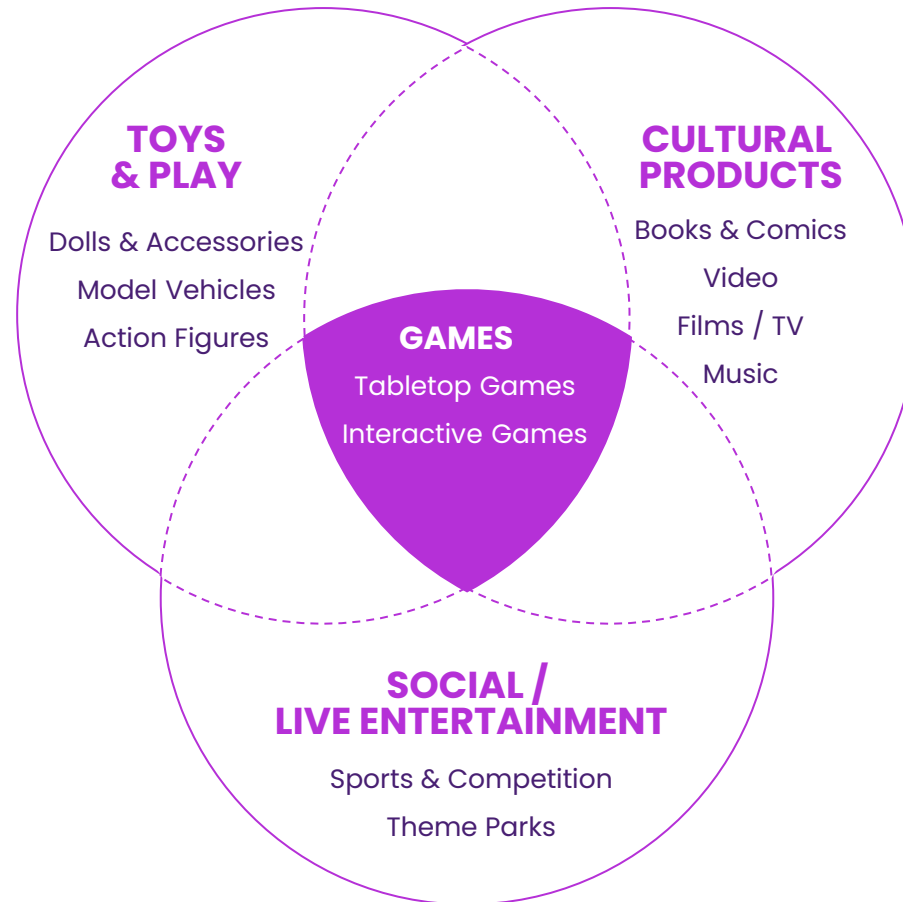 TOYS
& PLAY
Dolls & Accessories
Model Vehicles
Action Figures
CULTURAL
PRODUCTS
Books & Comics
Video
Films / TV
Music
GAMES
Tabletop Games
Interactive Games
SOCIAL /
LIVE ENTERTAINMENT
Sports & Competition
Theme Parks